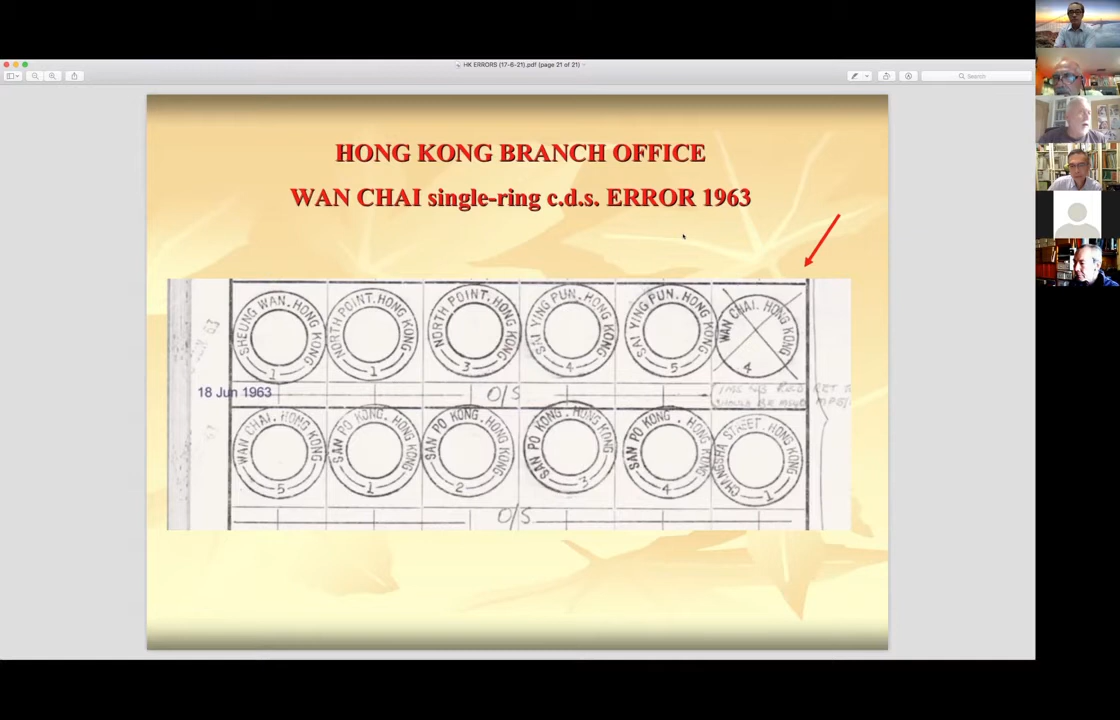 HK ERRORS (17-6-21).pdf (page 21 of 21)
Search
HONG KONG BRANCH OFFICE
WAN CHAI single-ring c.d.s. ERROR 1963
SHEUNG WAN. HONG KONG 1
NORTH POINT. HONG KONG 1
NORTH POINT. HONG KONG 3
SAI YING PUN. HONG KONG 4
SAI YING PUN. HONG KONG 5
WAN CHAI. HONG KONG 4
18 Jun 1963
O/S
WAN CHAI. HONG KONG 5
SAN PO KONG. HONG KONG 1
SAN PO KONG. HONG KONG 2
SAN PO KONG. HONG KONG 3
SAN PO KONG. HONG KONG 4
CHANGSHA STREET. HONG KONG 1
O/S